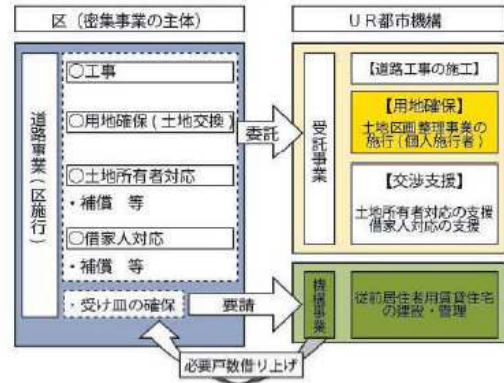 区（密集事業の主体）
道路事業（区施行）
○工事
○用地確保（土地交換）
○土地所有者対応
・補償　等
○借家人対応
・補償　等
・受け皿の確保
委託
要請
必要戸数借り上げ
ＵＲ都市機構
受託事業
【道路工事の施工】
【用地確保】
土地区画整理事業の
施行（個人施行者）
【交渉支援】
土地所有者対応の支援
借家人対応の支援
機構事業
従前居住者用賃貸住宅
の建設・管理